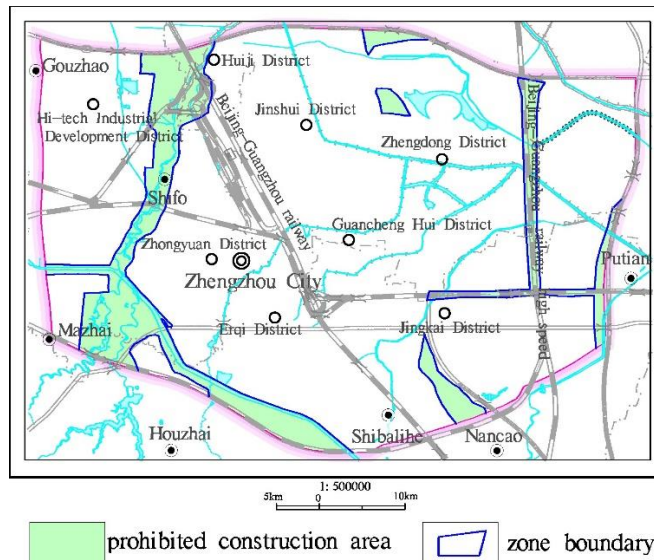 Huiji District
Gouzhao
Hi-tech Industrial
Development District
Jinshui District
Beijing-Guangzhou railway
Zhengdong District
Beijing-Guangzhou railway high speed
Shifo
Guancheng Hui District
Zhongyuan District
Zhengzhou City
Putian
Erqi District
Jingkai District
Mazhai
Houzhai
Shibalihe
Nancao
1: 500000
5km 0 10km
prohibited construction area
zone boundary